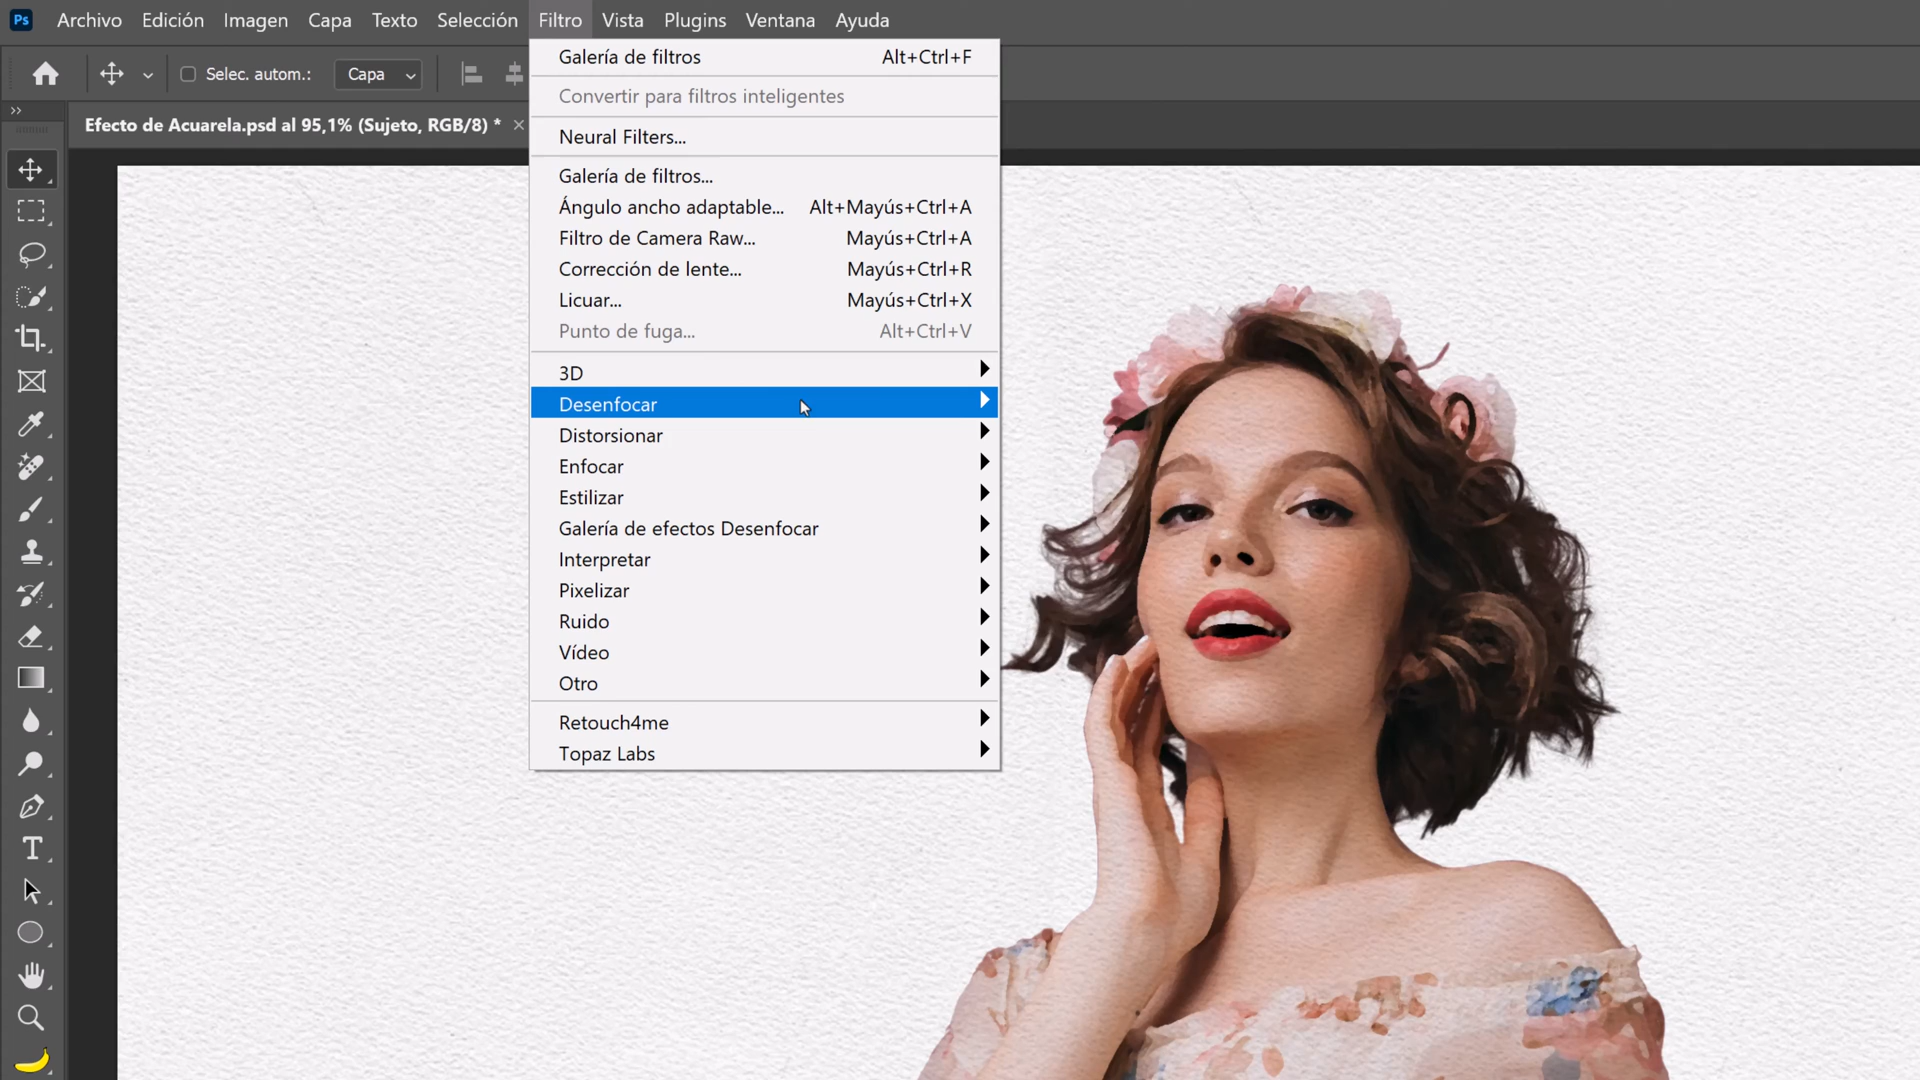 Ps Archivo Edición Imagen Capa Texto Selección Filtro Vista Plugins Ventana Ayuda
Selec. autom.: Capa
Efecto de Acuarela.psd al 95,1% (Sujeto, RGB/8) *
Galería de filtros Alt+Ctrl+F
Convertir para filtros inteligentes
Neural Filters...
Galería de filtros...
Ángulo ancho adaptable... Alt+Mayús+Ctrl+A
Filtro de Camera Raw... Mayús+Ctrl+A
Corrección de lente... Mayús+Ctrl+R
Licuar... Mayús+Ctrl+X
Punto de fuga... Alt+Ctrl+V
3D
Desenfocar
Distorsionar
Enfocar
Estilizar
Galería de efectos Desenfocar
Interpretar
Pixelizar
Ruido
Vídeo
Otro
Retouch4me
Topaz Labs